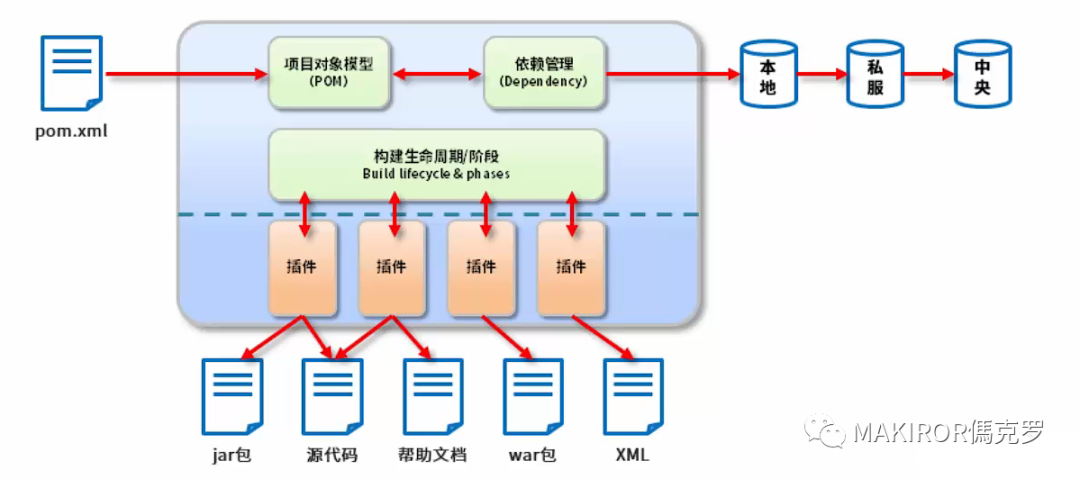 pom.xml
项目对象模型
(POM)
依赖管理
(Dependency)
本
地
私
服
中
央
构建生命周期/阶段
Build lifecycle & phases
插件
插件
插件
插件
jar包
源代码
帮助文档
war包
XML
MAKIROR傌克罗